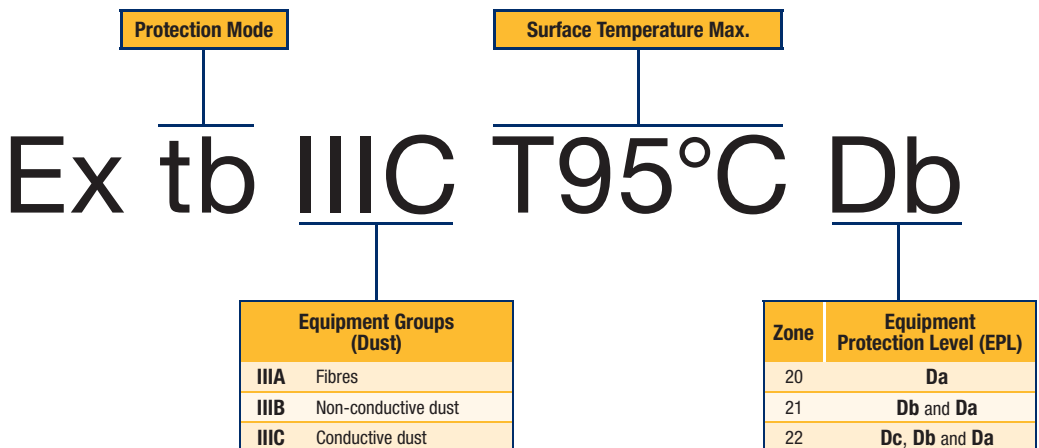 Protection Mode
Surface Temperature Max.
Ex tb IIIC T95°C Db
Equipment Groups
(Dust)
IIIA Fibres
IIIB Non-conductive dust
IIIC Conductive dust
Zone
Equipment
Protection Level (EPL)
20 Da
21 Db and Da
22 Dc, Db and Da